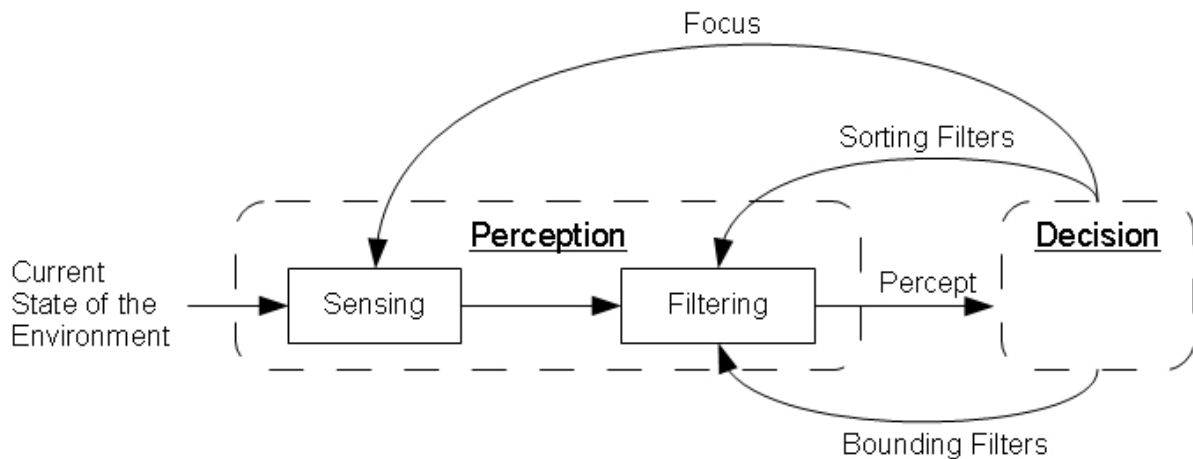 Focus
Sorting Filters
Perception
Decision
Current
State of the
Environment
Sensing
Filtering
Percept
Bounding Filters